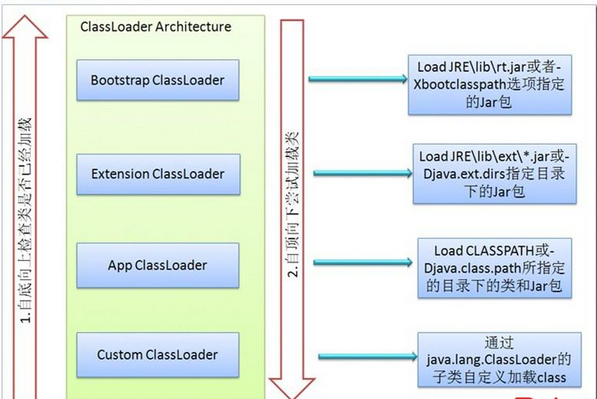 ClassLoader Architecture
Bootstrap ClassLoader
Extension ClassLoader
App ClassLoader
Custom ClassLoader
1.自底向上检查类是否已经加载
2.自顶向下尝试加载类
Load JRE\lib\rt.jar或者-
Xbootclasspath选项指定
的Jar包
Load JRE\lib\ext\*.jar或-
Djava.ext.dirs指定目录
下的Jar包
Load CLASSPATH或-
Djava.class.path所指定
的目录下的类和Jar包
通过
java.lang.ClassLoader的
子类自定义加载class